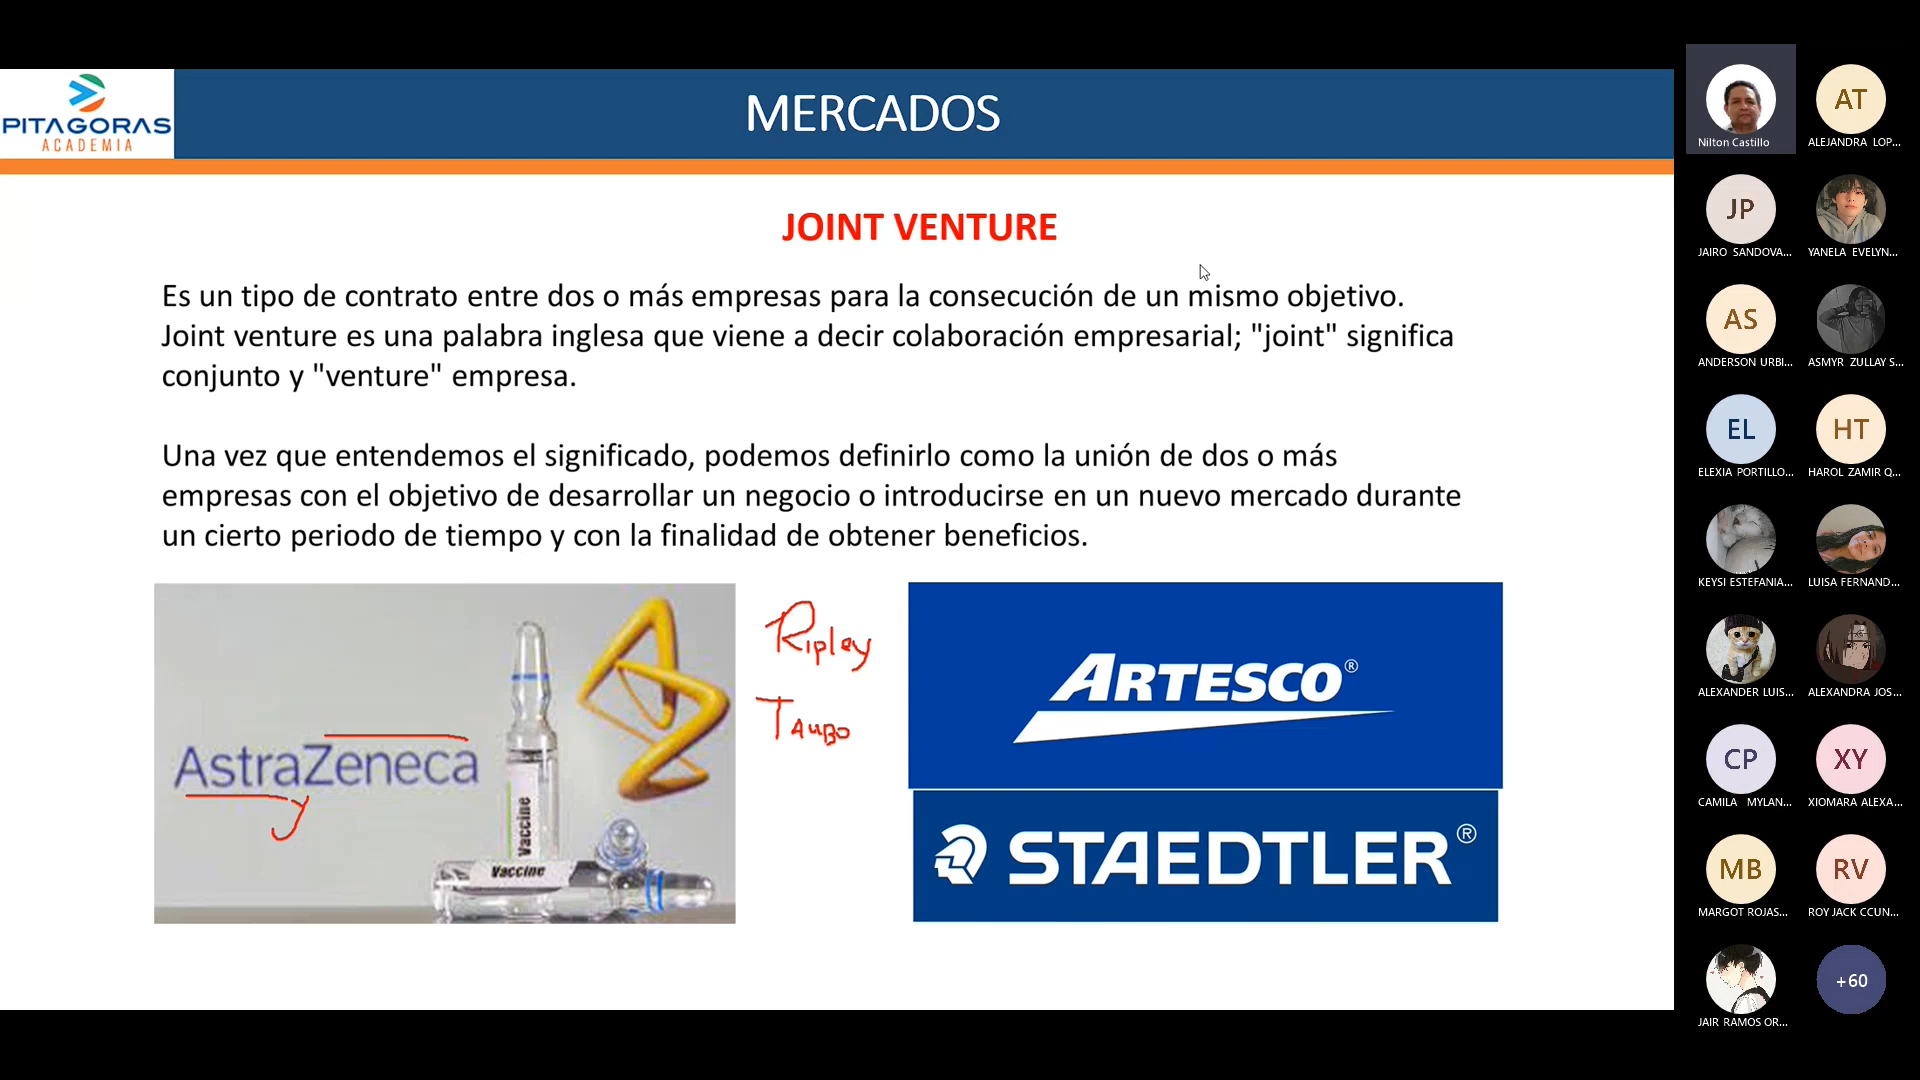 PITAGORAS
ACADEMIA
MERCADOS
JOINT VENTURE
Es un tipo de contrato entre dos o más empresas para la consecución de un mismo objetivo.
Joint venture es una palabra inglesa que viene a decir colaboración empresarial; "joint" significa
conjunto y "venture" empresa.
Una vez que entendemos el significado, podemos definirlo como la unión de dos o más
empresas con el objetivo de desarrollar un negocio o introducirse en un nuevo mercado durante
un cierto periodo de tiempo y con la finalidad de obtener beneficios.
AstraZeneca
y
Vaccine
Vaccine
Ripley
TAUBO
ARTESCO®
STAEDTLER®
Nilton Castillo
AT
ALEJANDRA LOP...
JP
JAIRO SANDOVA...
YANELA EVELYN...
AS
ANDERSON URBI...
ASMYR ZULLAY S...
EL
ELEXIA PORTILLO...
HT
HAROL ZAMIR Q...
KEYSI ESTEFANIA...
LUISA FERNAND...
ALEXANDER LUIS...
ALEXANDRA JOS...
CP
CAMILA MYLAN...
XY
XIOMARA ALEXA...
MB
MARGOT ROJAS...
RV
ROY JACK CCUN...
JAIR RAMOS OR...
+60